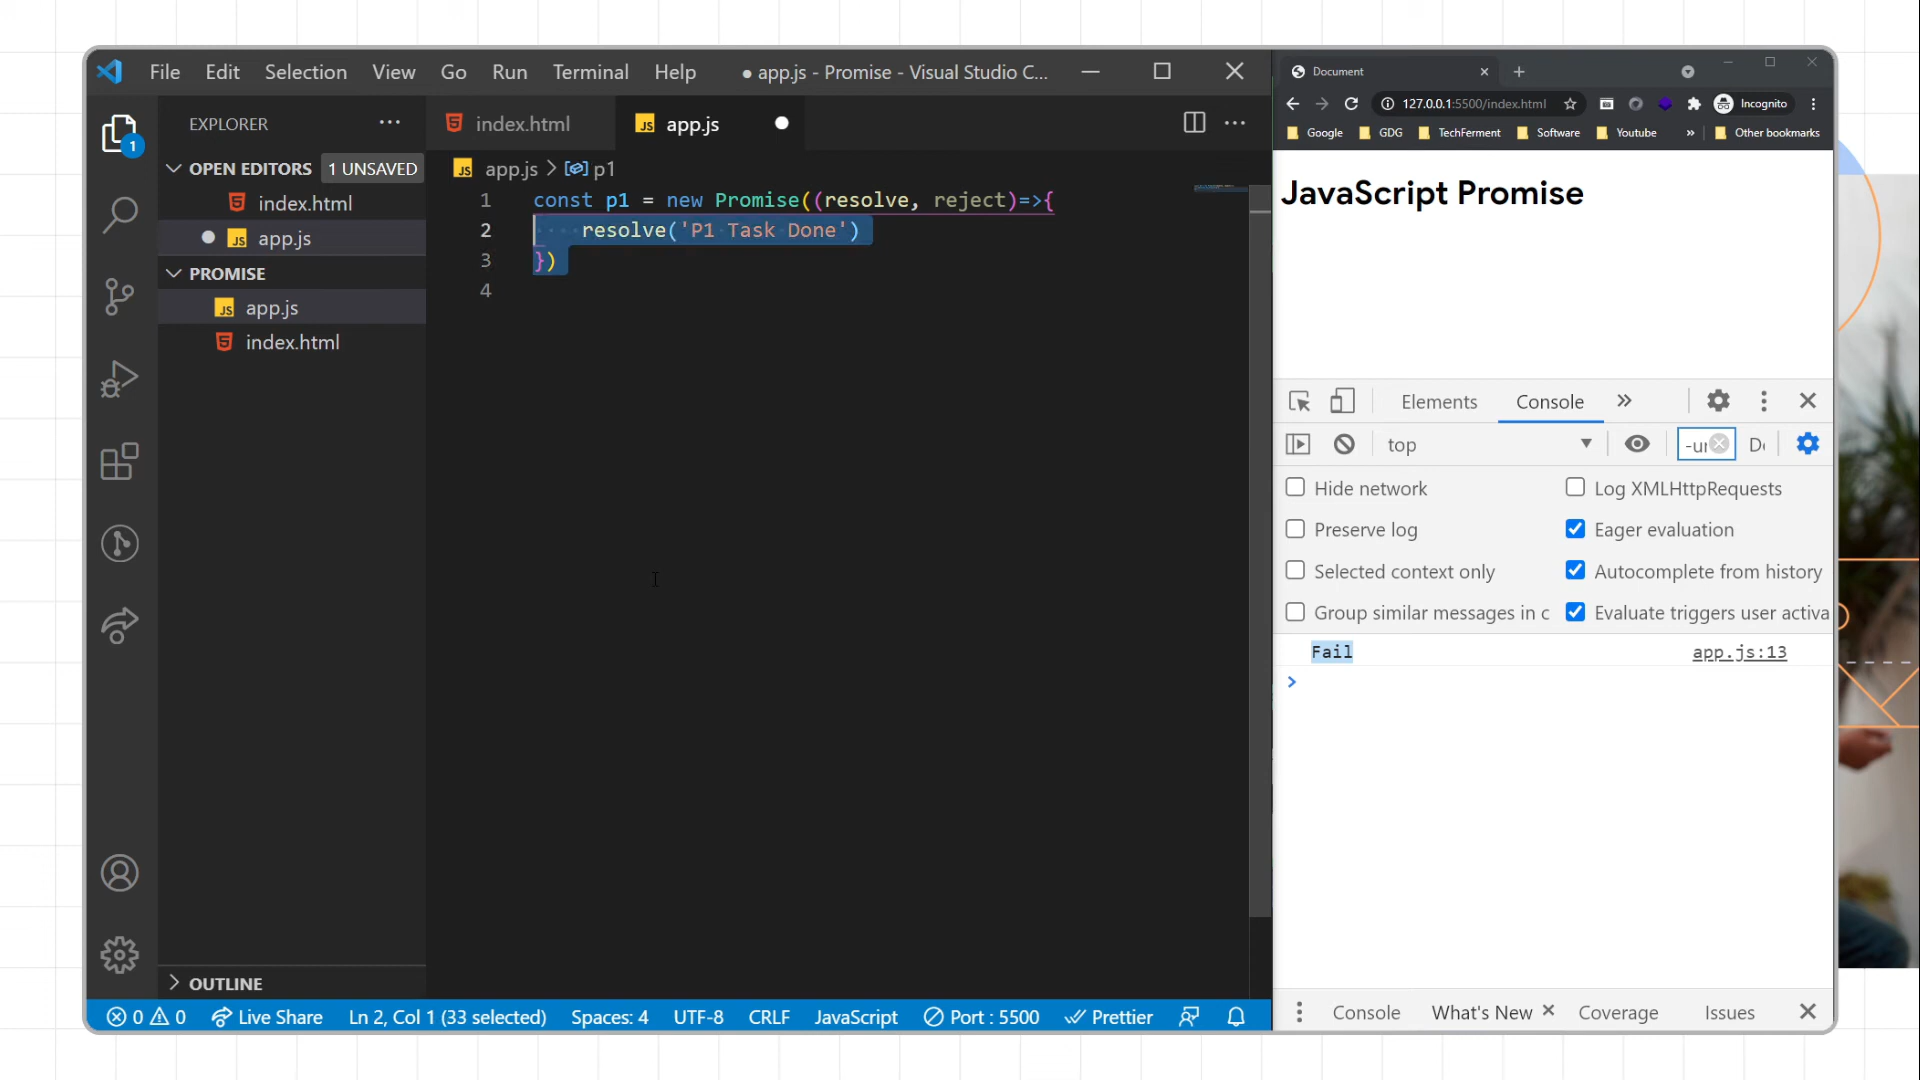 File Edit Selection View Go Run Terminal Help ● app.js - Promise - Visual Studio C...
EXPLORER ...
OPEN EDITORS 1 UNSAVED
index.html
app.js
PROMISE
app.js
index.html
OUTLINE
1
index.html app.js
app.js > p1
1 const p1 = new Promise((resolve, reject)=>{
2 ····resolve('P1·Task·Done')
3 })
4
0 0 Live Share Ln 2, Col 1 (33 selected) Spaces: 4 UTF-8 CRLF JavaScript Port : 5500 Prettier
Document
127.0.0.1:5500/index.html Incognito
Google GDG TechFerment Software Youtube » Other bookmarks
JavaScript Promise
Elements Console »
top
Hide network Log XMLHttpRequests
Preserve log Eager evaluation
Selected context only Autocomplete from history
Group similar messages in c Evaluate triggers user activa
Fail app.js:13
>
Console What's New Coverage Issues